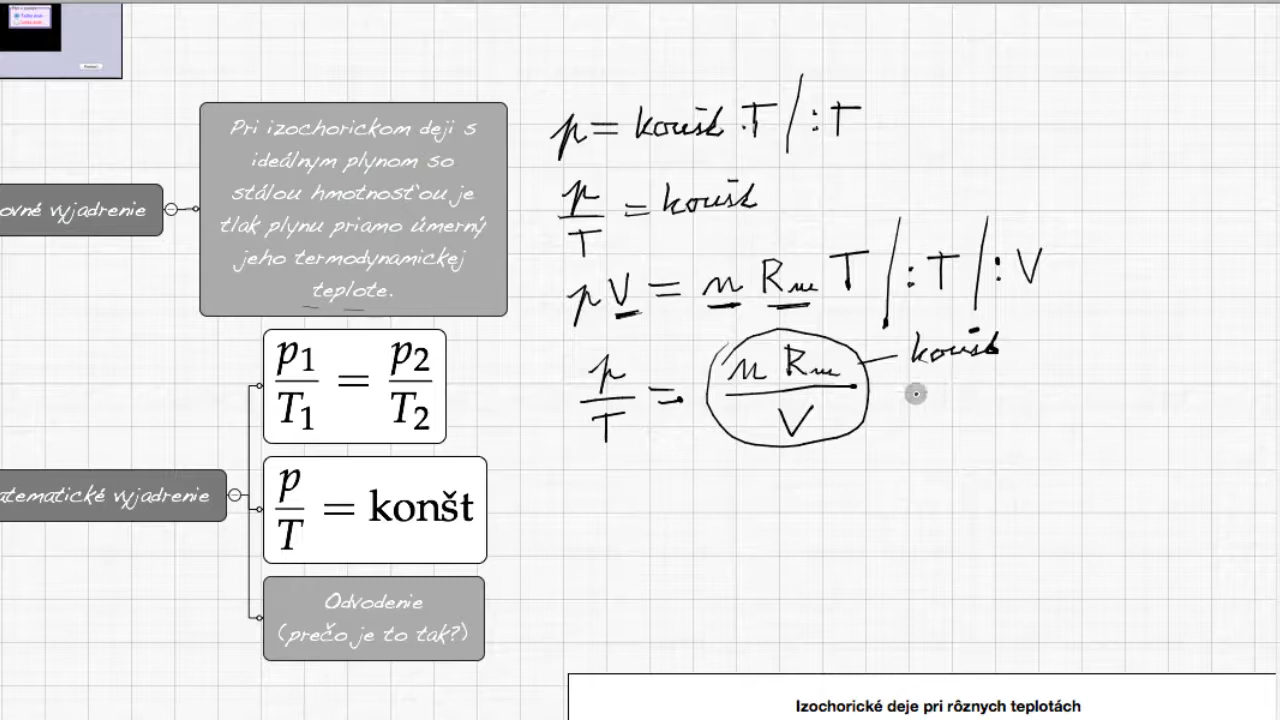 ovné vyjadrenie
Pri izochorickom deji s
ideálnym plynom so
stálou hmotnosťou je
tlak plynu priamo úmerný
jeho termodynamickej
teplote.
p = konšt . T / : T
p/T = konšt
p V = n Rm T / : T / : V
p/T = n Rm / V — konšt
p₁/T₁ = p₂/T₂
atematické vyjadrenie
p/T = konšt
Odvodenie
(prečo je to tak?)
Izochorické deje pri rôznych teplotách